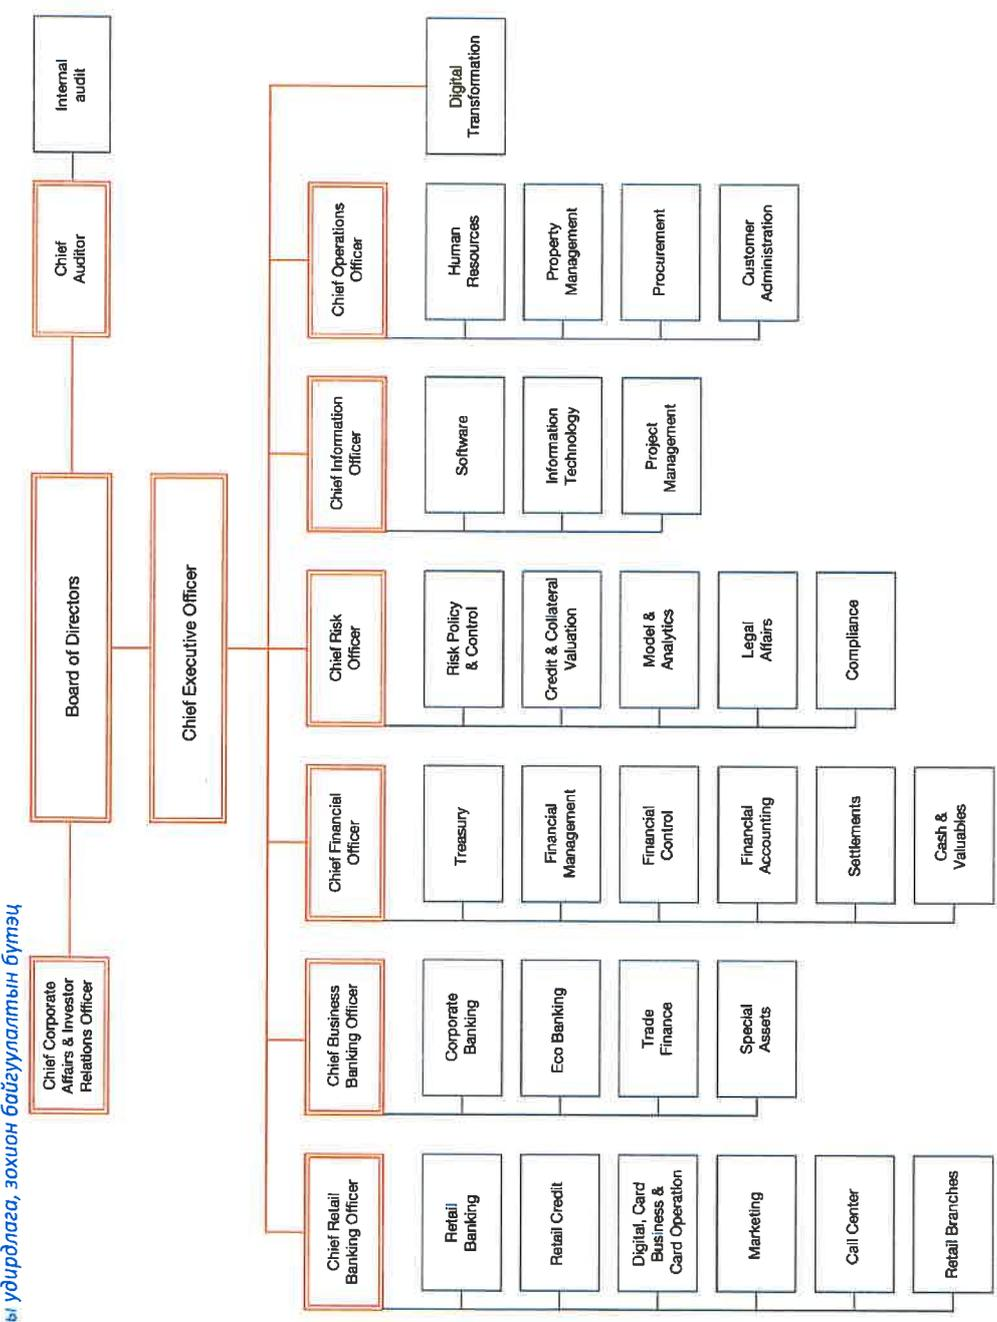 ы удирдлага, зохион байгуулалтын бүтэц
Chief Corporate
Affairs & Investor
Relations Officer
Board of Directors
Chief
Auditor
Internal
audit
Chief Executive Officer
Chief Retail
Banking Officer
Chief Business
Banking Officer
Chief Financial
Officer
Chief Risk
Officer
Chief Information
Officer
Chief Operations
Officer
Digital
Transformation
Retail
Banking
Retail Credit
Digital, Card
Business &
Card Operation
Marketing
Call Center
Retail Branches
Corporate
Banking
Eco Banking
Trade
Finance
Special
Assets
Treasury
Financial
Management
Financial
Control
Financial
Accounting
Settlements
Cash &
Valuables
Risk Policy
& Control
Credit & Collateral
Valuation
Model &
Analytics
Legal
Affairs
Compliance
Software
Information
Technology
Project
Management
Human
Resources
Property
Management
Procurement
Customer
Administration